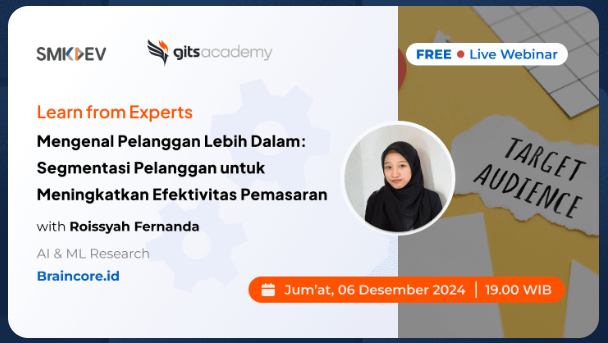 SMKDEV
gitsacademy
FREE • Live Webinar
Learn from Experts
Mengenal Pelanggan Lebih Dalam:
Segmentasi Pelanggan untuk
Meningkatkan Efektivitas Pemasaran
with Roissyah Fernanda
AI & ML Research
Braincore.id
TARGET
AUDIENCE
Jum'at, 06 Desember 2024 | 19.00 WIB